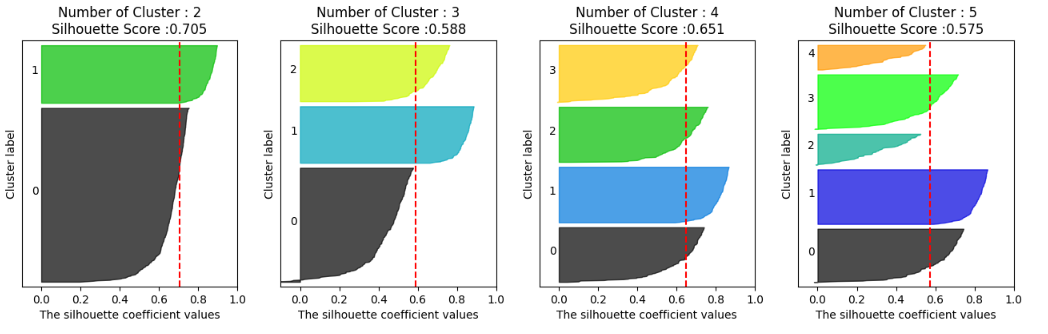 Number of Cluster : 2
Silhouette Score :0.705
Cluster label
1
0
0.0 0.2 0.4 0.6 0.8 1.0
The silhouette coefficient values
Number of Cluster : 3
Silhouette Score :0.588
Cluster label
2
1
0
0.0 0.2 0.4 0.6 0.8 1.0
The silhouette coefficient values
Number of Cluster : 4
Silhouette Score :0.651
Cluster label
3
2
1
0
0.0 0.2 0.4 0.6 0.8 1.0
The silhouette coefficient values
Number of Cluster : 5
Silhouette Score :0.575
Cluster label
4
3
2
1
0
0.0 0.2 0.4 0.6 0.8 1.0
The silhouette coefficient values